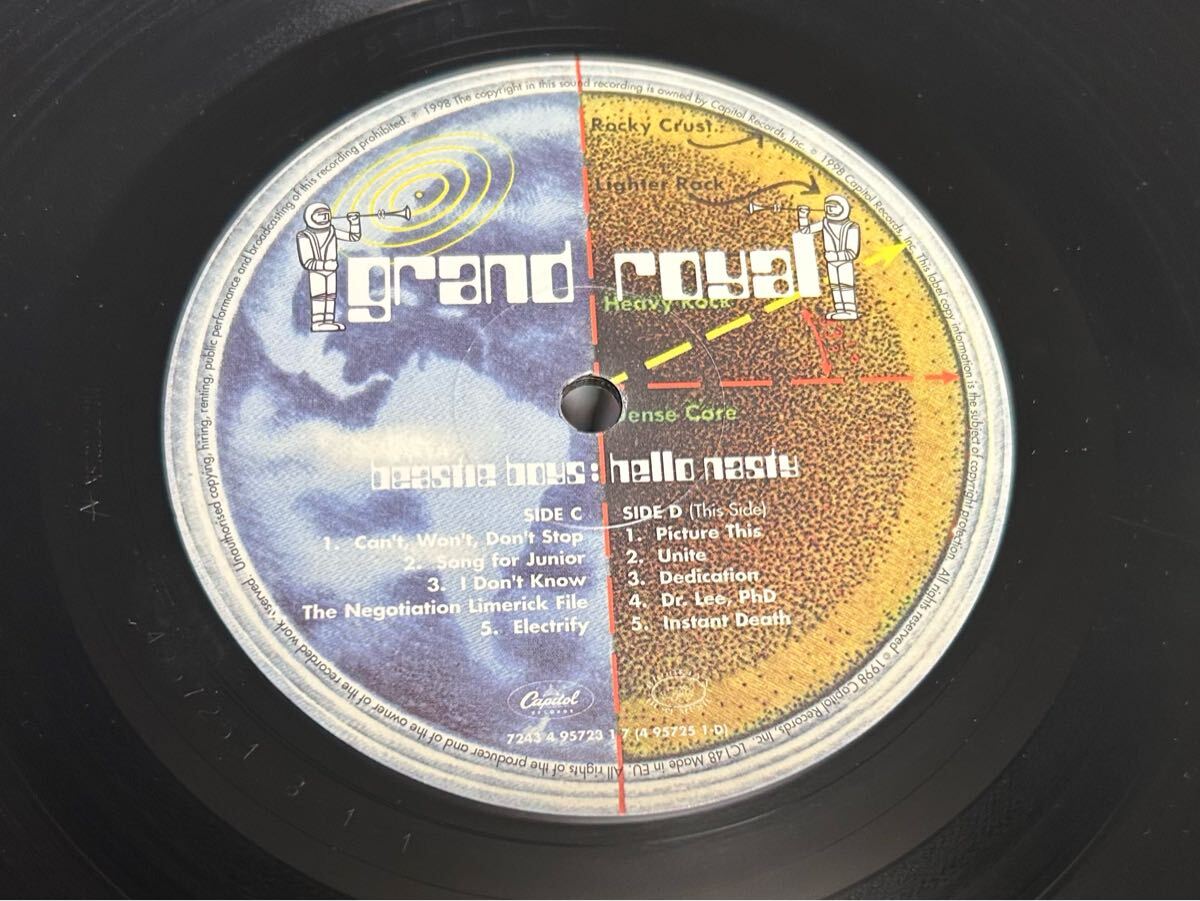 Unauthorised copying, hiring, renting, public performance and broadcasting of this recording prohibited. ℗ 1998 The copyright in this sound recording is owned by Capitol Records, Inc. © 1998 Capitol Records, Inc. This label copy information is the subject of copyright protection. All rights reserved © 1998 Capitol Records, Inc. LC148 Made in EU. All rights of the producer and of the owner of the recorded work reserved.
Rocky Crust
Lighter Rock
grand royal
Heavy Rock
ense Core
beastie boys: hello nasty
SIDE C
1. Can't, Won't, Don't Stop
2. Song for Junior
3. I Don't Know
The Negotiation Limerick File
5. Electrify
SIDE D (This Side)
1. Picture This
2. Unite
3. Dedication
4. Dr. Lee, PhD
5. Instant Death
Capitol
RECORDS
7243 4 95723 1 7 (4 95725 1 D)